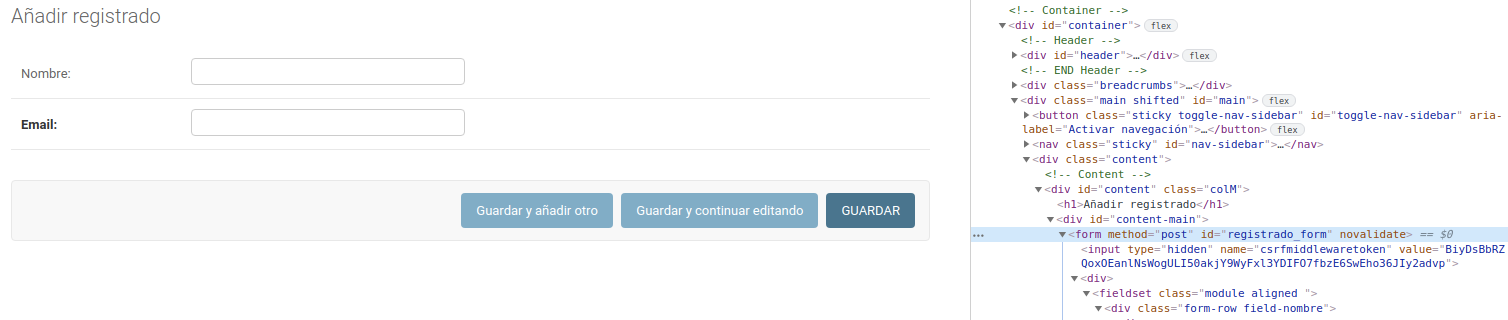 Añadir registrado
Nombre:
Email:
Guardar y añadir otro
Guardar y continuar editando
GUARDAR
<!-- Container -->
<div id="container"> flex
<!-- Header -->
<div id="header">…</div> flex
<!-- END Header -->
<div class="breadcrumbs">…</div>
<div class="main shifted" id="main"> flex
<button class="sticky toggle-nav-sidebar" id="toggle-nav-sidebar" aria-
label="Activar navegación">…</button> flex
<nav class="sticky" id="nav-sidebar">…</nav>
<div class="content">
<!-- Content -->
<div id="content" class="colM">
<h1>Añadir registrado</h1>
<div id="content-main">
<form method="post" id="registrado_form" novalidate> == $0
<input type="hidden" name="csrfmiddlewaretoken" value="BiyDsBbRZ
QoxOEanlNsWogULI50akjY9WyFxl3YDIFO7fbzE6SwEho36JIy2advp">
<div>
<fieldset class="module aligned ">
<div class="form-row field-nombre">